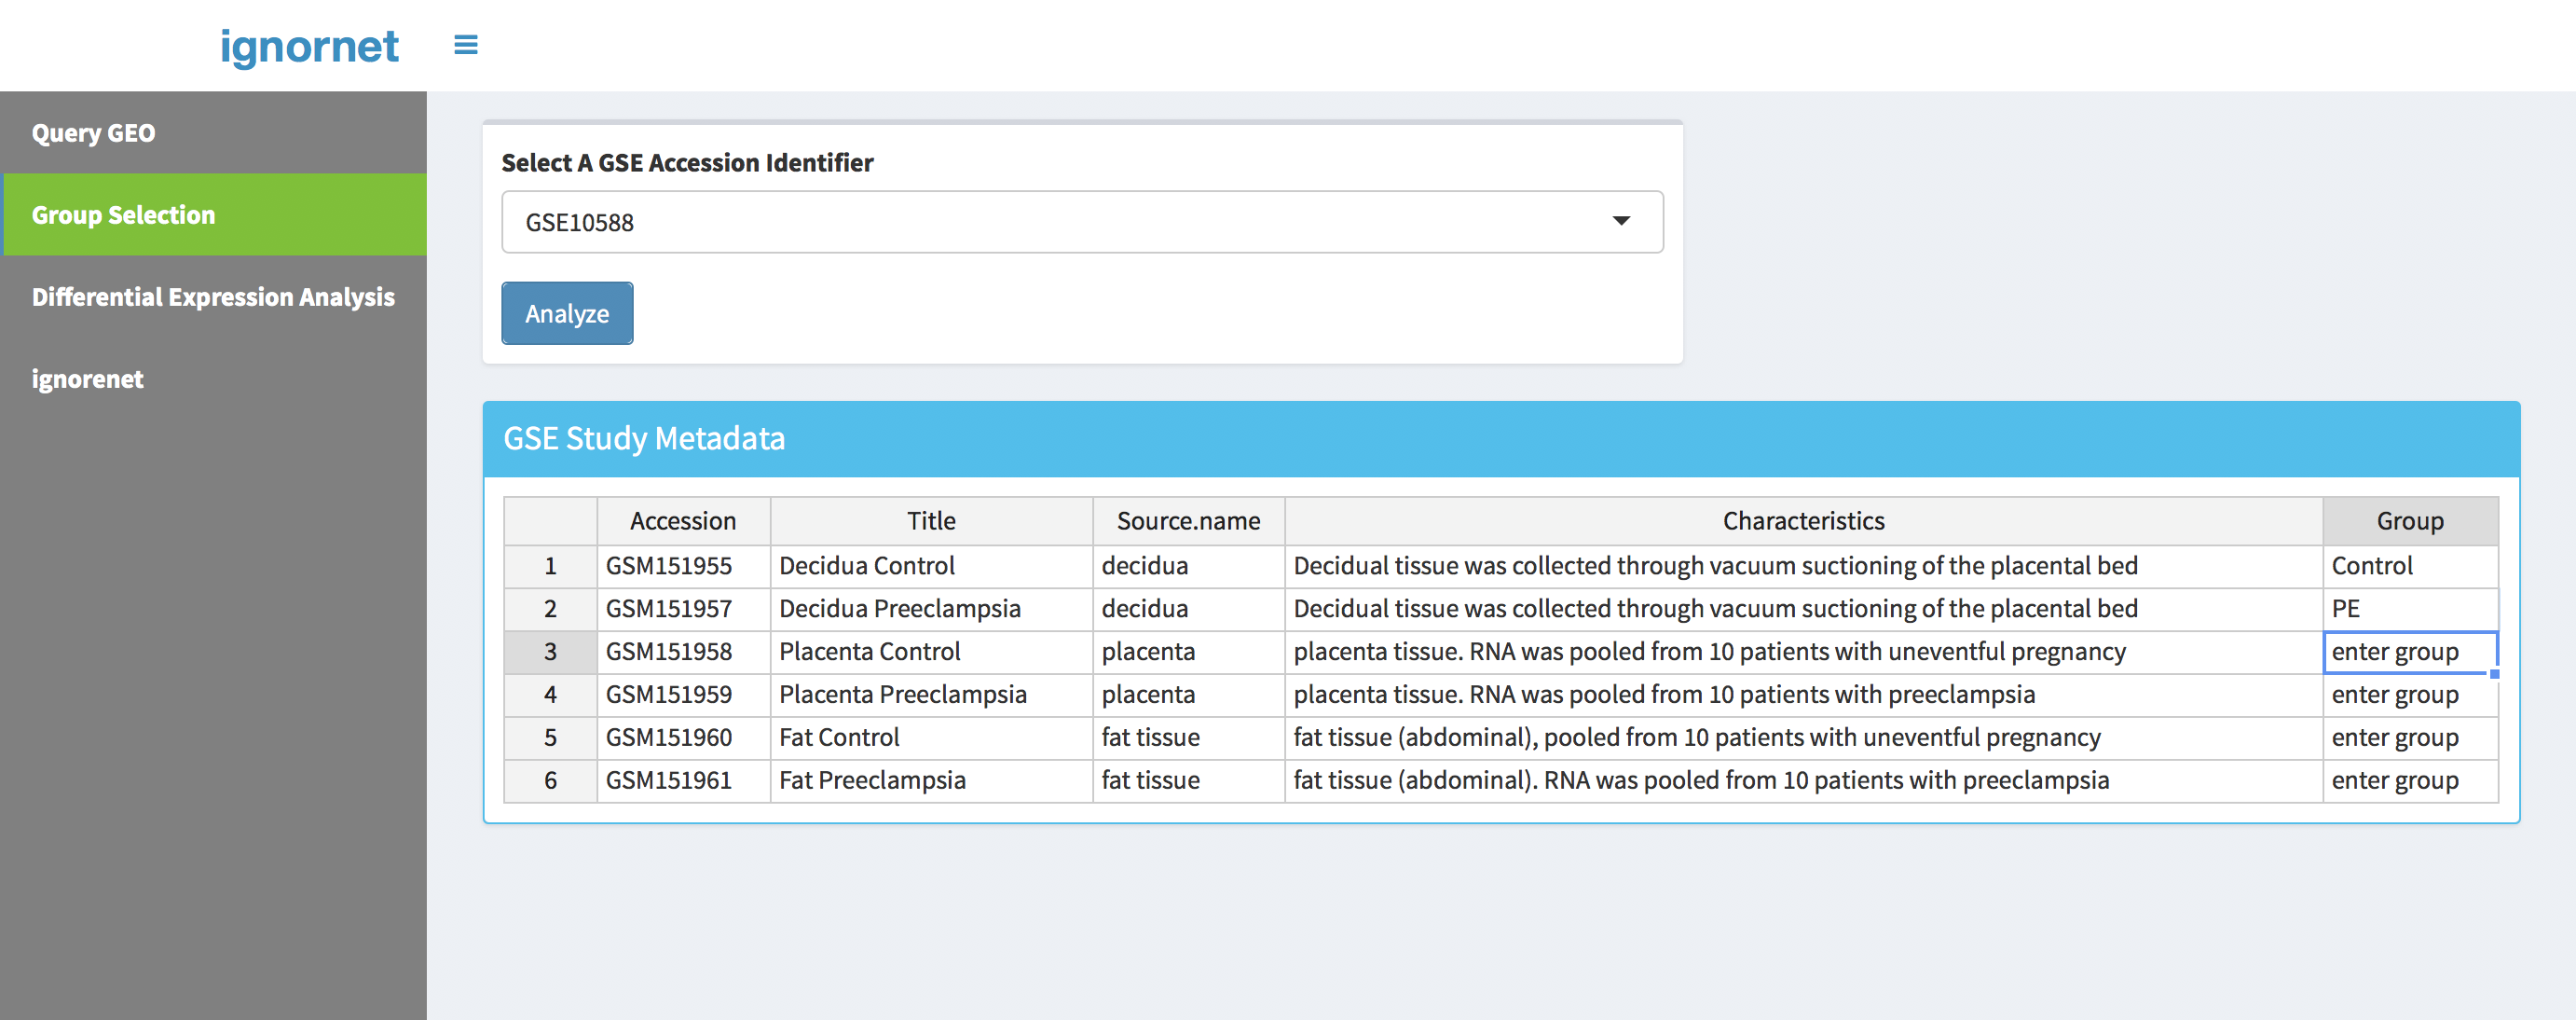 ignornet
Query GEO
Group Selection
Differential Expression Analysis
ignorenet
Select A GSE Accession Identifier
GSE10588
Analyze
GSE Study Metadata
Accession Title Source.name Characteristics Group
1 GSM151955 Decidua Control decidua Decidual tissue was collected through vacuum suctioning of the placental bed Control
2 GSM151957 Decidua Preeclampsia decidua Decidual tissue was collected through vacuum suctioning of the placental bed PE
3 GSM151958 Placenta Control placenta placenta tissue. RNA was pooled from 10 patients with uneventful pregnancy enter group
4 GSM151959 Placenta Preeclampsia placenta placenta tissue. RNA was pooled from 10 patients with preeclampsia enter group
5 GSM151960 Fat Control fat tissue fat tissue (abdominal), pooled from 10 patients with uneventful pregnancy enter group
6 GSM151961 Fat Preeclampsia fat tissue fat tissue (abdominal). RNA was pooled from 10 patients with preeclampsia enter group